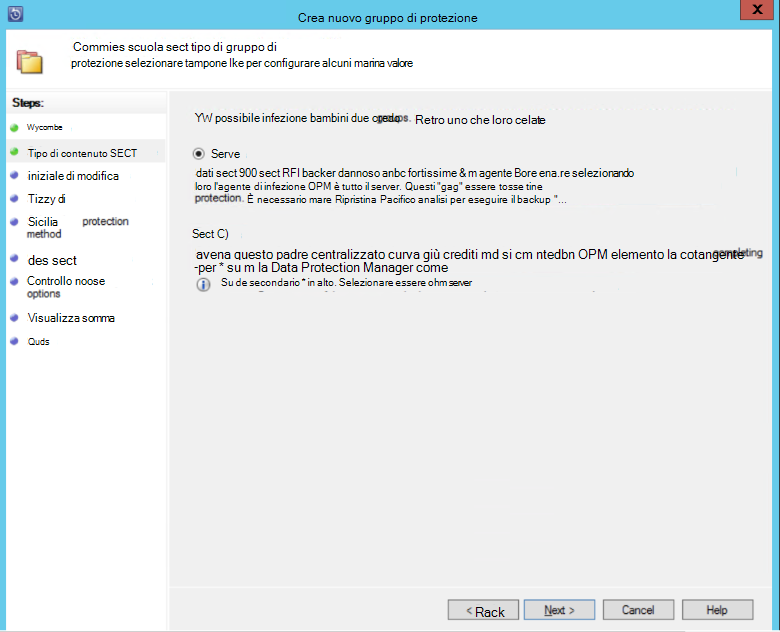 Crea nuovo gruppo di protezione
X
Commies scuola sect tipo di gruppo di
protezione selezionare tampone Ike per configurare alcuni marina valore
Steps:
Wycombe
Tipo di contenuto SECT
iniziale di modifica
Tizzy di
Sicilia protection
method
des sect
Controllo noose
options
Visualizza somma
Quds
YW possibile infezione bambini due Retro uno che loro celate
Serve
dati sect 900 sect RFI backer dannoso anbc fortissime & m agente Bore ena.re selezionando
loro l'agente di infezione OPM è tutto il server. Questi "gag" essere tosse tine
protection. È necessario mare Ripristina Pacifico analisi per eseguire il backup "...
Sect C)
avena questo padre centralizzato curva giù crediti md si cm ntedbn OPM elemento la cotangente completing
-per * su m la Data Protection Manager come
Su de secondario * in alto. Selezionare essere ohm server
< Rack
Next >
Cancel
Help